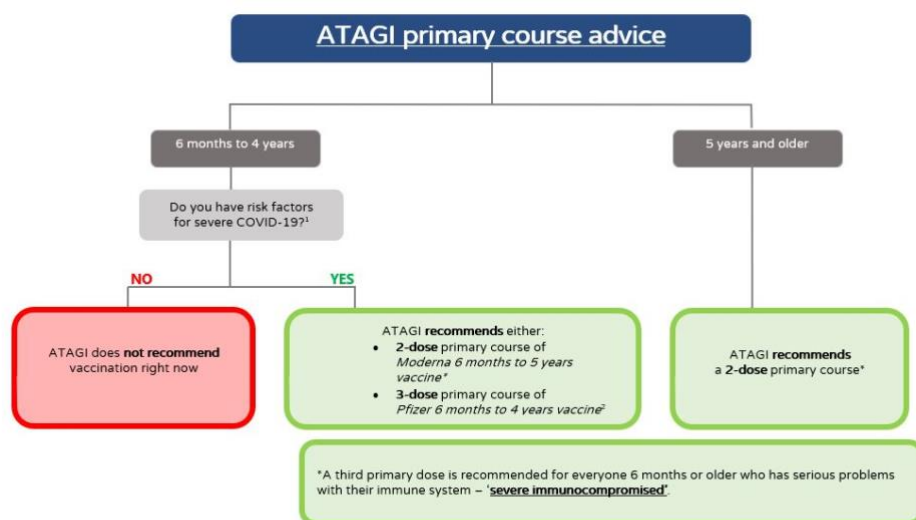 ATAGI primary course advice
6 months to 4 years
5 years and older
Do you have risk factors
for severe COVID-19?¹
NO
YES
ATAGI does not recommend
vaccination right now
ATAGI recommends either:
• 2-dose primary course of
Moderna 6 months to 5 years
vaccine*
• 3-dose primary course of
Pfizer 6 months to 4 years vaccine²
ATAGI recommends
a 2-dose primary course*
*A third primary dose is recommended for everyone 6 months or older who has serious problems
with their immune system – 'severe immunocompromised'.